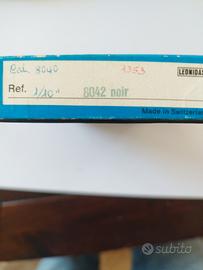 Cal. 8040 1353
LEONIDAS
Ref. 1/10" 8042 noir
Made in Switzerland
subito